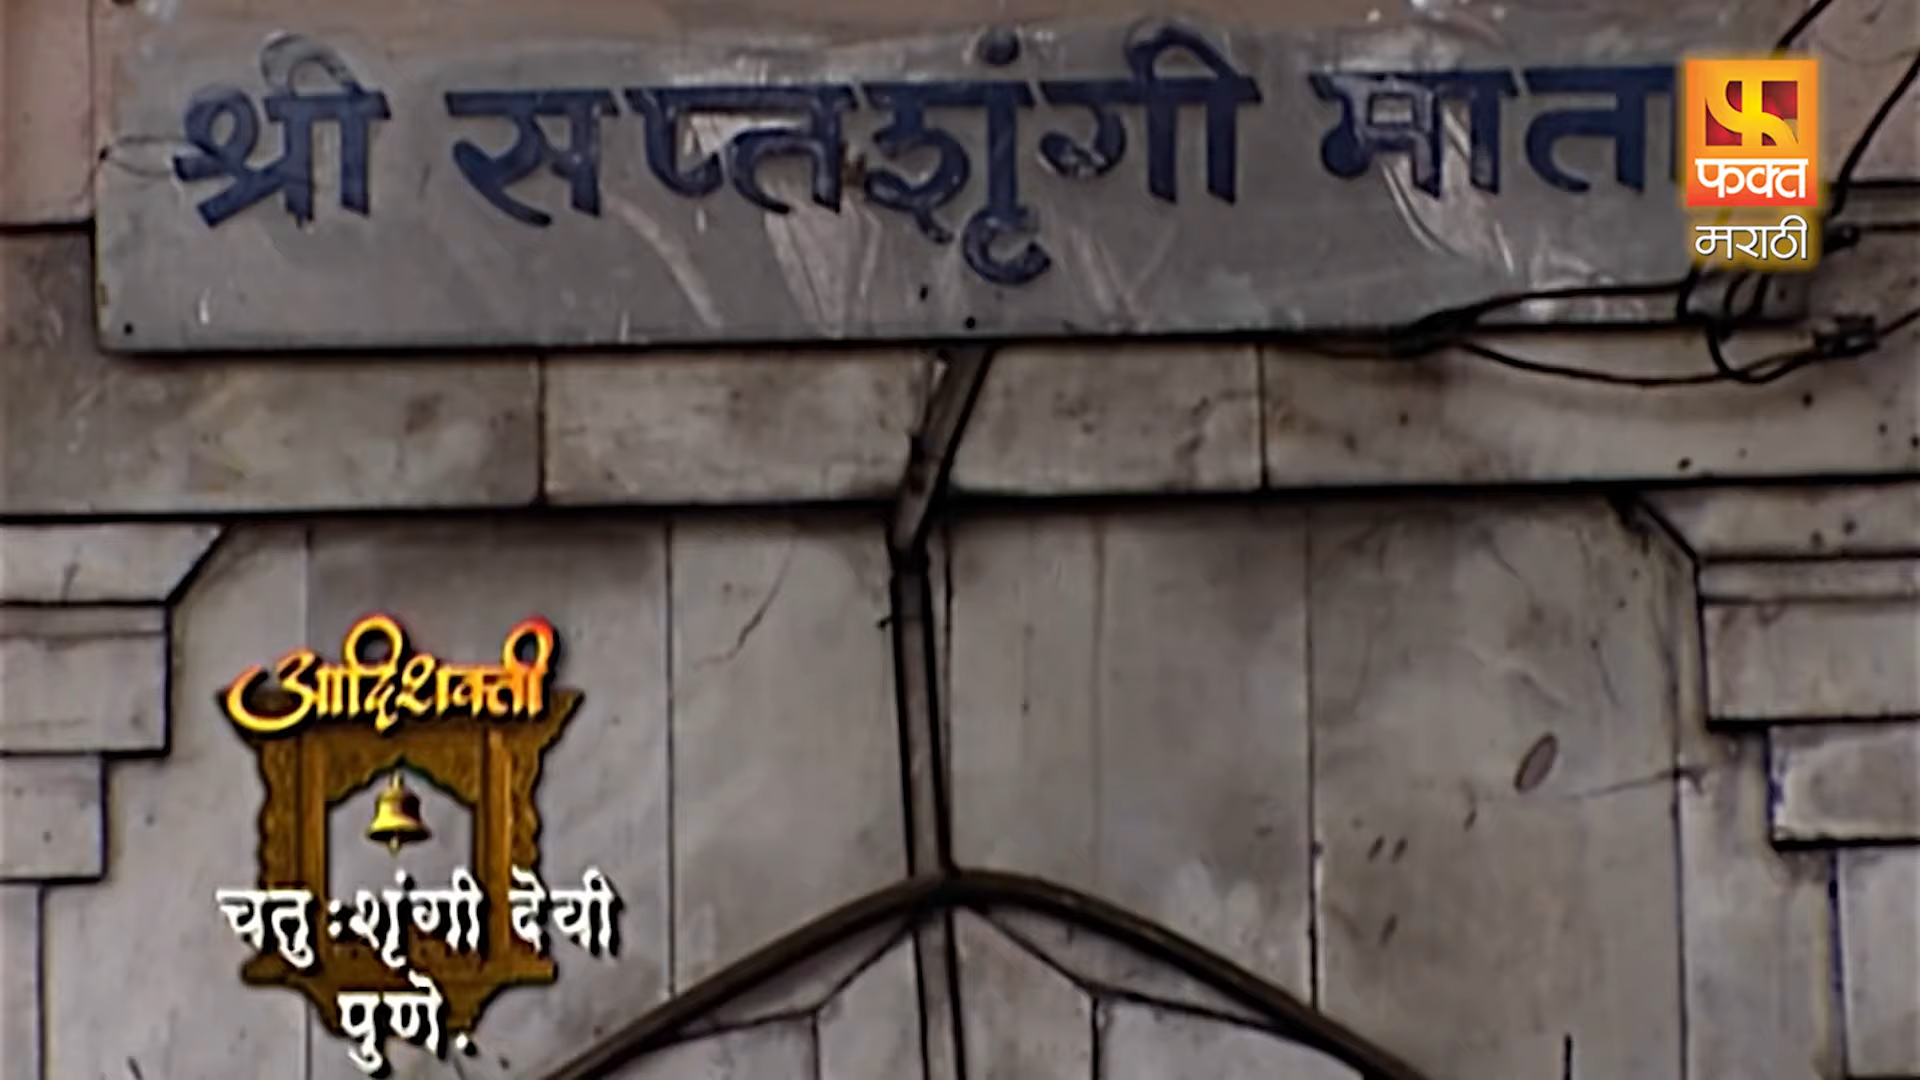 श्री सप्तशृंगी माता
फक्त
मराठी
आदिशक्ती
चतु:शृंगी देवी
पुणे.